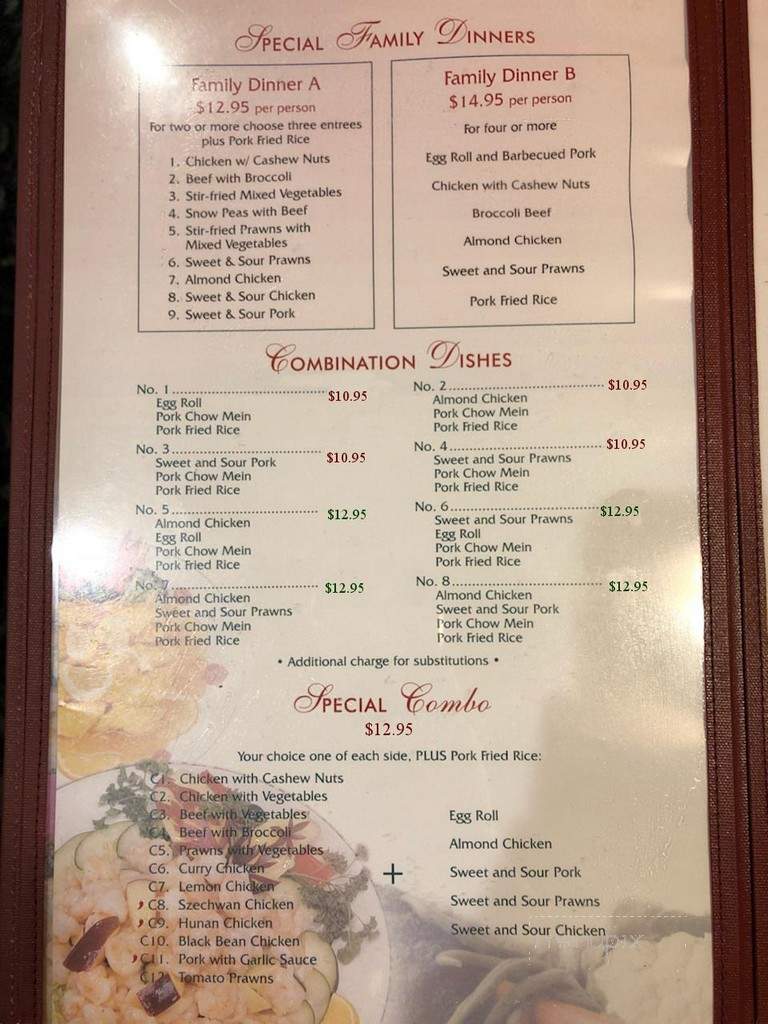 Special Family Dinners
Family Dinner A
$12.95 per person
For two or more choose three entrees
plus Pork Fried Rice
1. Chicken w/ Cashew Nuts
2. Beef with Broccoli
3. Stir-fried Mixed Vegetables
4. Snow Peas with Beef
5. Stir-fried Prawns with
Mixed Vegetables
6. Sweet & Sour Prawns
7. Almond Chicken
8. Sweet & Sour Chicken
9. Sweet & Sour Pork
Family Dinner B
$14.95 per person
For four or more
Egg Roll and Barbecued Pork
Chicken with Cashew Nuts
Broccoli Beef
Almond Chicken
Sweet and Sour Prawns
Pork Fried Rice
Combination Dishes
No. 1 ........................................ $10.95
Egg Roll
Pork Chow Mein
Pork Fried Rice
No. 2 ........................................ $10.95
Almond Chicken
Pork Chow Mein
Pork Fried Rice
No. 3 ........................................ $10.95
Sweet and Sour Pork
Pork Chow Mein
Pork Fried Rice
No. 4 ........................................ $10.95
Sweet and Sour Prawns
Pork Chow Mein
Pork Fried Rice
No. 5 ........................................ $12.95
Almond Chicken
Egg Roll
Pork Chow Mein
Pork Fried Rice
No. 6 ........................................ $12.95
Sweet and Sour Prawns
Egg Roll
Pork Chow Mein
Pork Fried Rice
No. 7 ........................................ $12.95
Almond Chicken
Sweet and Sour Prawns
Pork Chow Mein
Pork Fried Rice
No. 8 ........................................ $12.95
Almond Chicken
Sweet and Sour Pork
Pork Chow Mein
Pork Fried Rice
• Additional charge for substitutions •
Special Combo
$12.95
Your choice one of each side, PLUS Pork Fried Rice:
C1. Chicken with Cashew Nuts
C2. Chicken with Vegetables
C3. Beef with Vegetables
C4. Beef with Broccoli
C5. Prawns with Vegetables
C6. Curry Chicken
C7. Lemon Chicken
C8. Szechwan Chicken
C9. Hunan Chicken
C10. Black Bean Chicken
C11. Pork with Garlic Sauce
C12. Tomato Prawns
+
Egg Roll
Almond Chicken
Sweet and Sour Pork
Sweet and Sour Prawns
Sweet and Sour Chicken